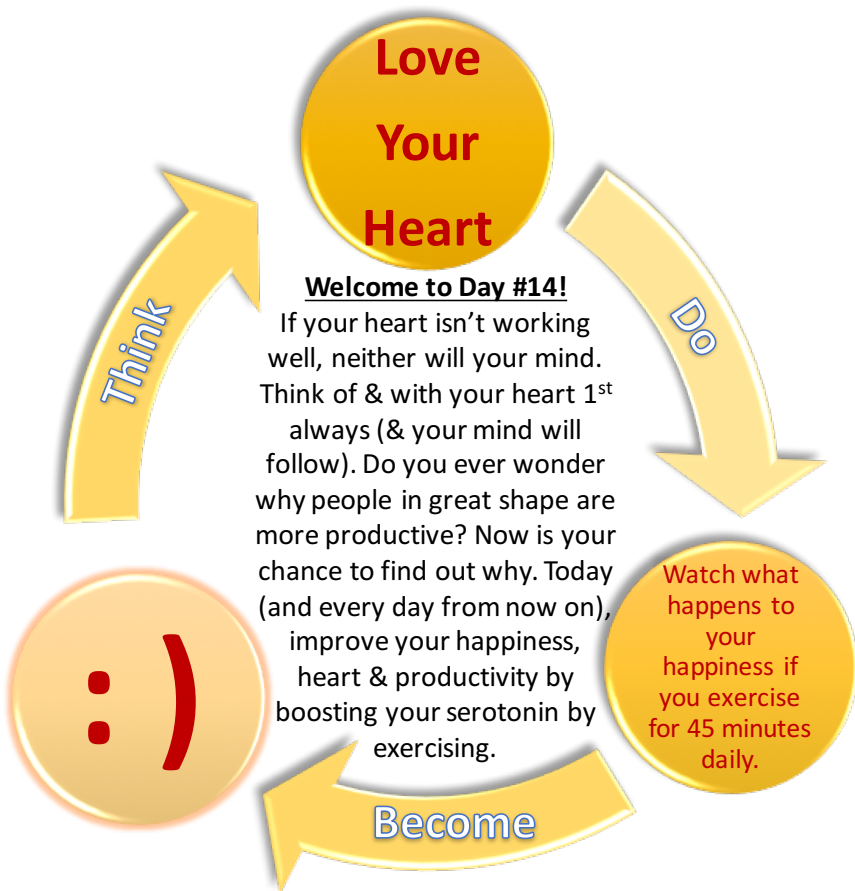 Love
Your
Heart
Think
Do
Welcome to Day #14!
If your heart isn’t working
well, neither will your mind.
Think of & with your heart 1st
always (& your mind will
follow). Do you ever wonder
why people in great shape are
more productive? Now is your
chance to find out why. Today
(and every day from now on),
improve your happiness,
heart & productivity by
boosting your serotonin by
exercising.
Watch what
happens to
your
happiness if
you exercise
for 45 minutes
daily.
Become
: )